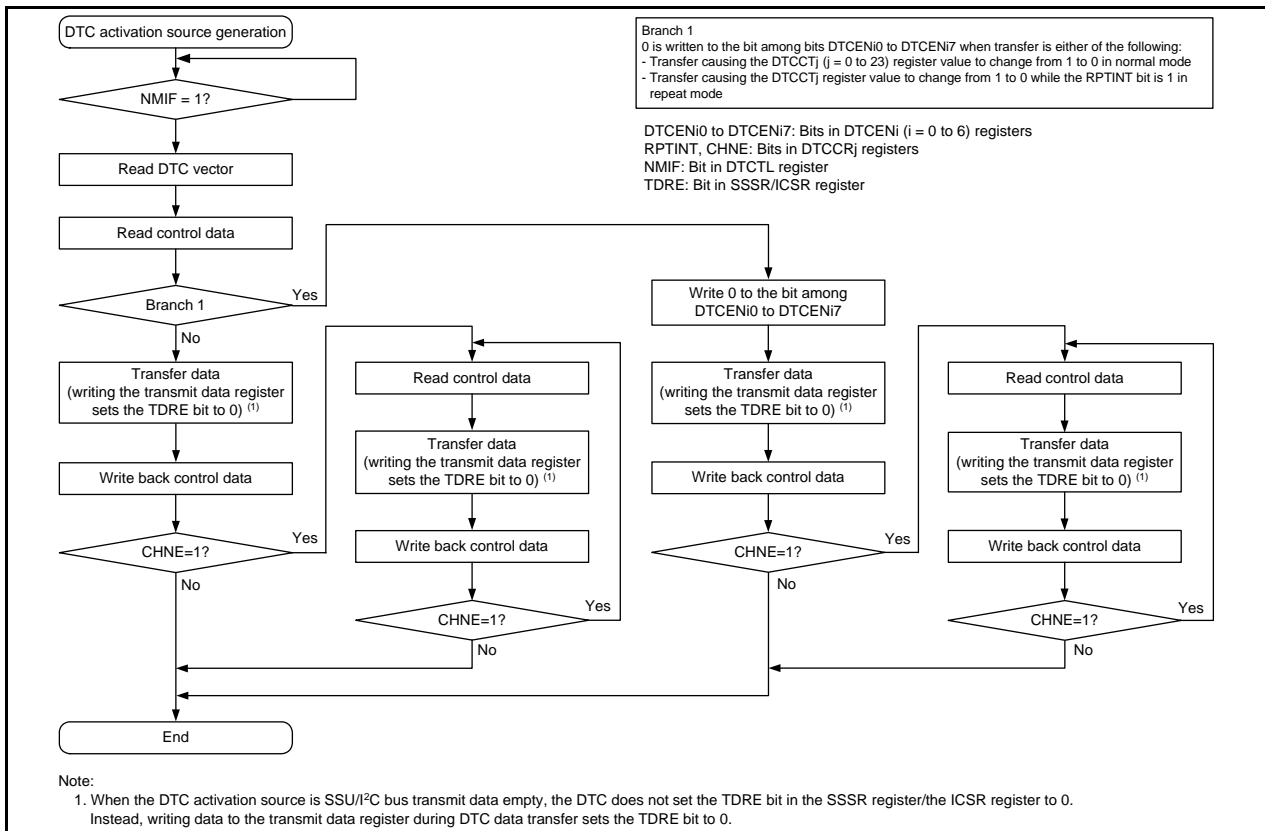 DTC activation source generation
NMIF = 1?
Read DTC vector
Read control data
Branch 1
Yes
No
Transfer data
(writing the transmit data register
sets the TDRE bit to 0) (1)
Write back control data
CHNE=1?
Yes
No
Read control data
Transfer data
(writing the transmit data register
sets the TDRE bit to 0) (1)
Write back control data
CHNE=1?
Yes
No
Branch 1
0 is written to the bit among bits DTCENi0 to DTCENi7 when transfer is either of the following:
- Transfer causing the DTCCTj (j = 0 to 23) register value to change from 1 to 0 in normal mode
- Transfer causing the DTCCTj register value to change from 1 to 0 while the RPTINT bit is 1 in
repeat mode
DTCENi0 to DTCENi7: Bits in DTCENi (i = 0 to 6) registers
RPTINT, CHNE: Bits in DTCCRj registers
NMIF: Bit in DTCTL register
TDRE: Bit in SSSR/ICSR register
Write 0 to the bit among
DTCENi0 to DTCENi7
Transfer data
(writing the transmit data register
sets the TDRE bit to 0) (1)
Write back control data
CHNE=1?
Yes
No
Read control data
Transfer data
(writing the transmit data register
sets the TDRE bit to 0) (1)
Write back control data
CHNE=1?
Yes
No
End
Note:
1. When the DTC activation source is SSU/I²C bus transmit data empty, the DTC does not set the TDRE bit in the SSSR register/the ICSR register to 0.
Instead, writing data to the transmit data register during DTC data transfer sets the TDRE bit to 0.